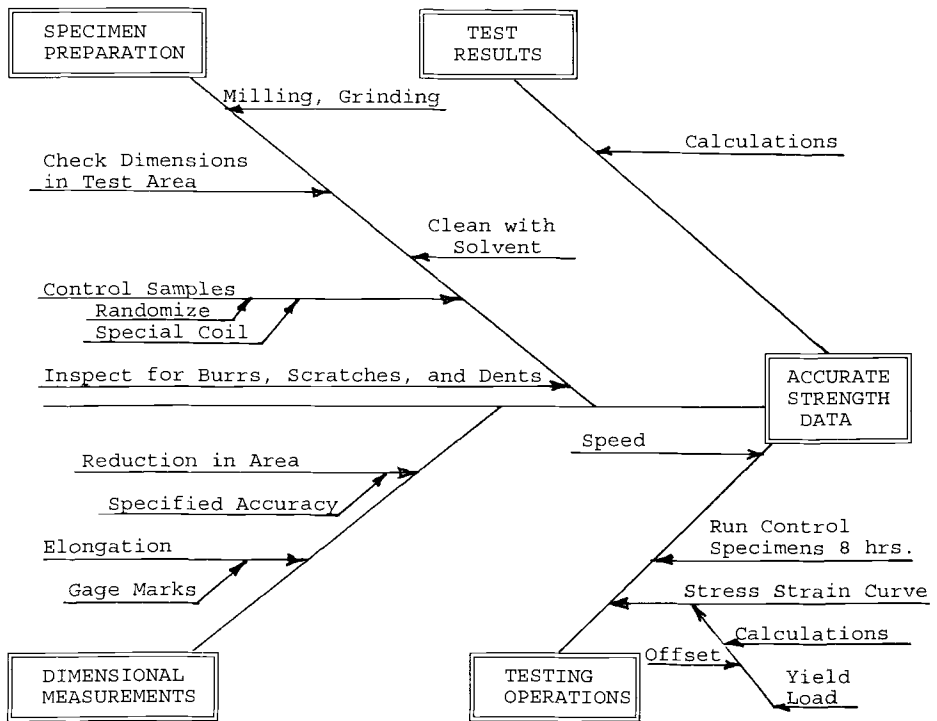 SPECIMEN
PREPARATION
TEST
RESULTS
Milling, Grinding
Calculations
Check Dimensions
in Test Area
Clean with
Solvent
Control Samples
Randomize
Special Coil
Inspect for Burrs, Scratches, and Dents
ACCURATE
STRENGTH
DATA
Speed
Reduction in Area
Specified Accuracy
Run Control
Specimens 8 hrs.
Elongation
Gage Marks
Stress Strain Curve
Calculations
Offset
Yield
Load
DIMENSIONAL
MEASUREMENTS
TESTING
OPERATIONS